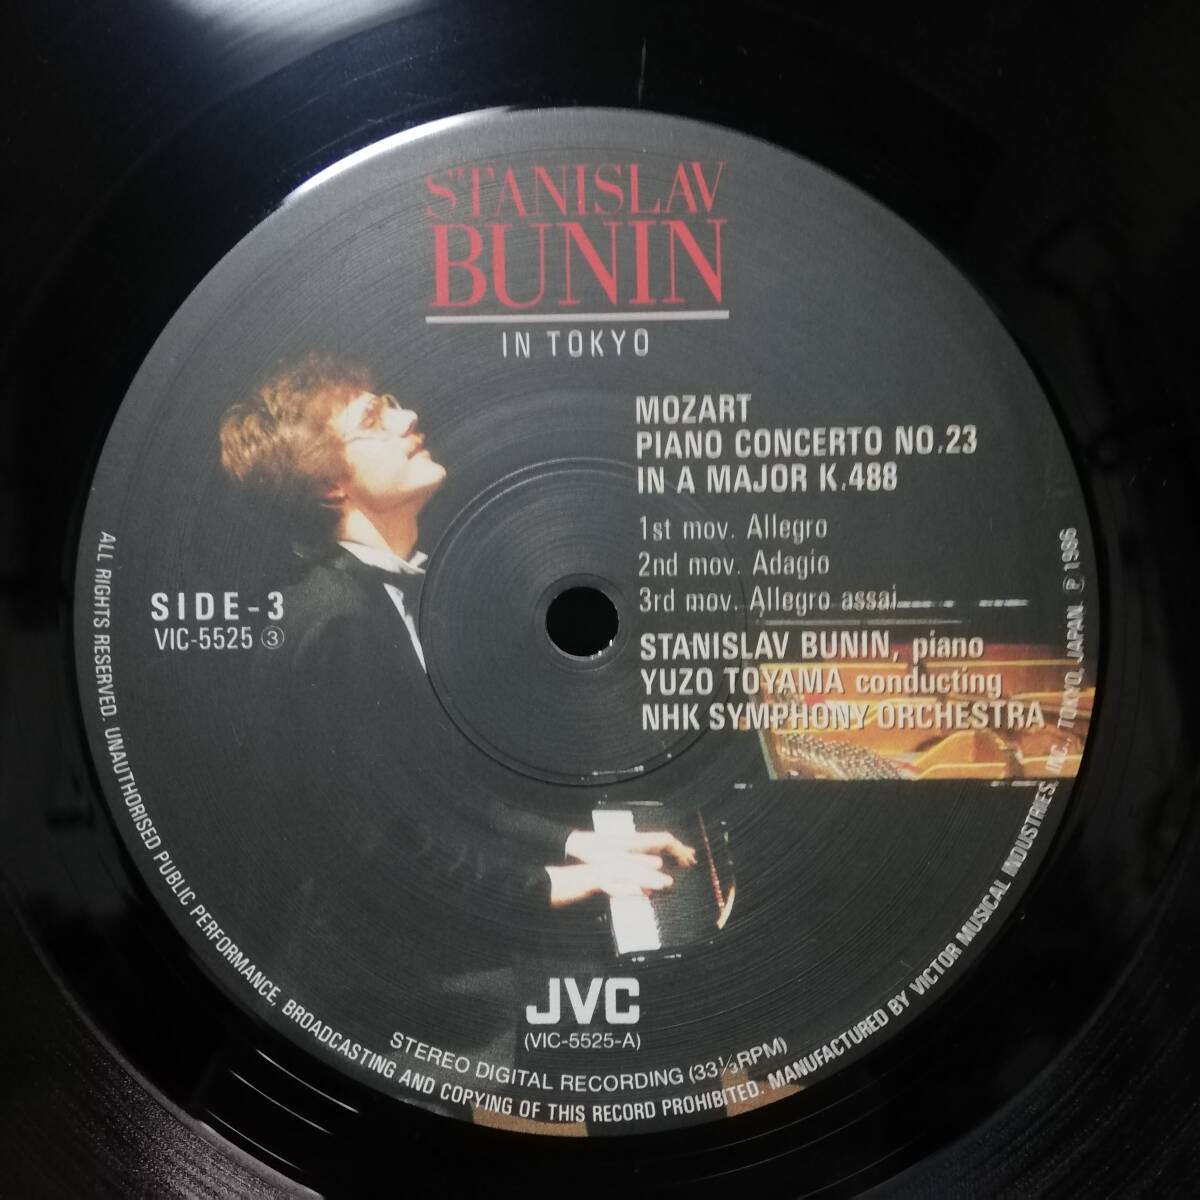 STANISLAV
BUNIN
IN TOKYO
MOZART
PIANO CONCERTO NO.23
IN A MAJOR K.488
1st mov. Allegro
2nd mov. Adagio
3rd mov. Allegro assai
SIDE-3
VIC-5525 ③
STANISLAV BUNIN, piano
YUZO TOYAMA conducting
NHK SYMPHONY ORCHESTRA
JVC
(VIC-5525-A)
STEREO DIGITAL RECORDING (33⅓RPM)
ALL RIGHTS RESERVED. UNAUTHORISED PUBLIC PERFORMANCE, BROADCASTING AND COPYING OF THIS RECORD PROHIBITED. MANUFACTURED BY VICTOR MUSICAL INDUSTRIES, INC., TOKYO, JAPAN. Ⓟ 1986